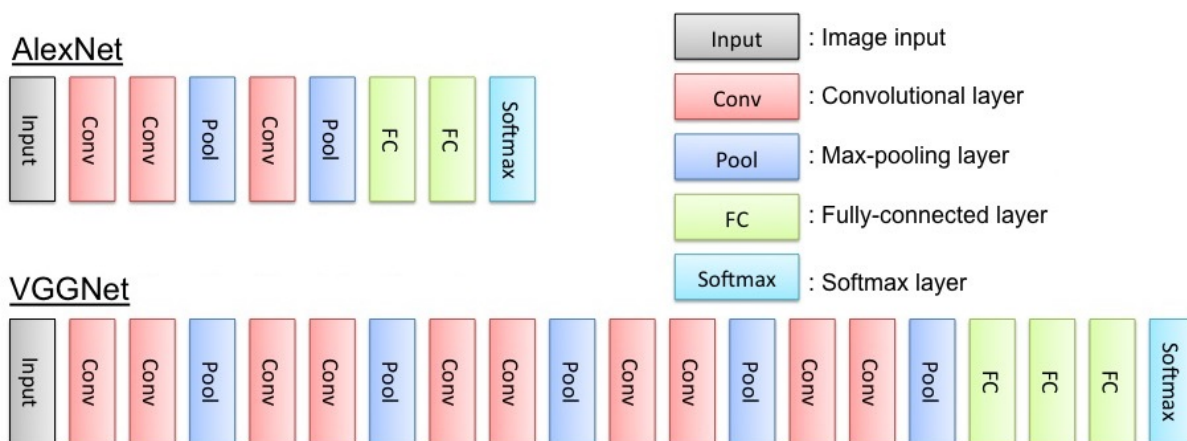 AlexNet
Input Conv Conv Pool Conv Pool FC FC Softmax
Input : Image input
Conv : Convolutional layer
Pool : Max-pooling layer
FC : Fully-connected layer
Softmax : Softmax layer
VGGNet
Input Conv Conv Pool Conv Conv Pool Conv Conv Pool Conv Conv Pool Conv Conv Pool FC FC FC Softmax